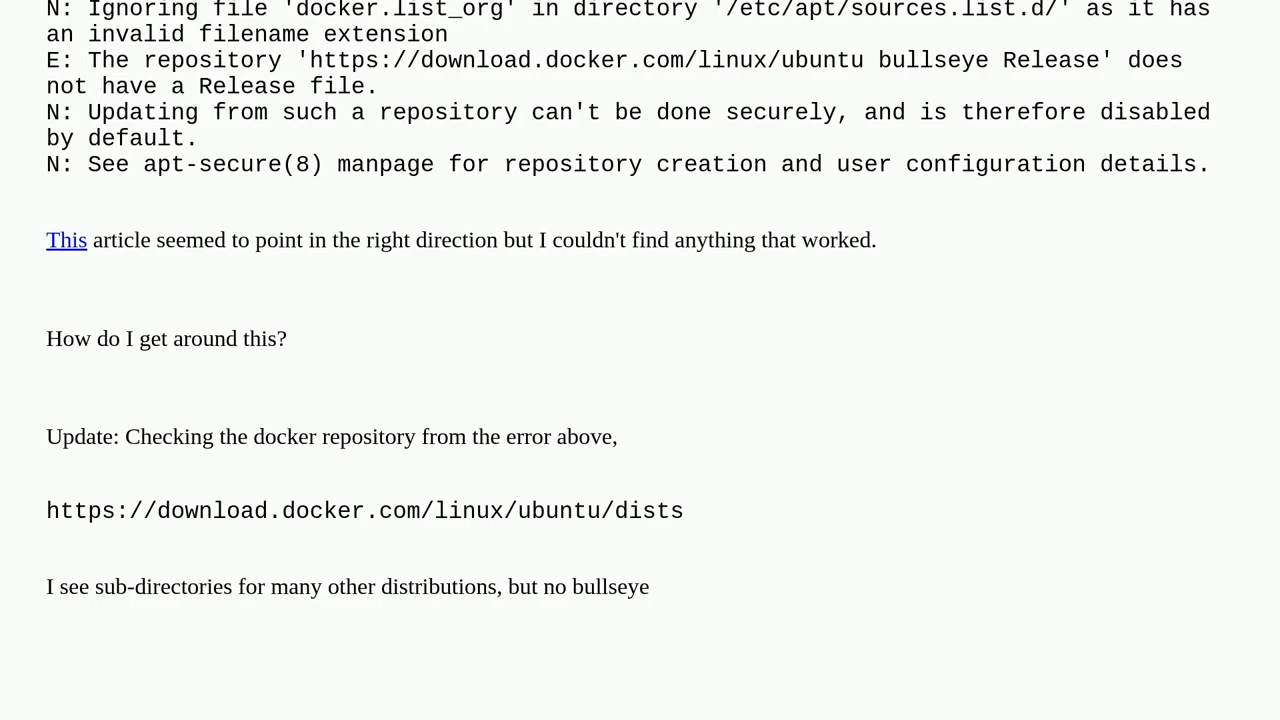 N: Ignoring file 'docker.list_org' in directory '/etc/apt/sources.list.d/' as it has
an invalid filename extension
E: The repository 'https://download.docker.com/linux/ubuntu bullseye Release' does
not have a Release file.
N: Updating from such a repository can't be done securely, and is therefore disabled
by default.
N: See apt-secure(8) manpage for repository creation and user configuration details.
This article seemed to point in the right direction but I couldn't find anything that worked.
How do I get around this?
Update: Checking the docker repository from the error above,
https://download.docker.com/linux/ubuntu/dists
I see sub-directories for many other distributions, but no bullseye